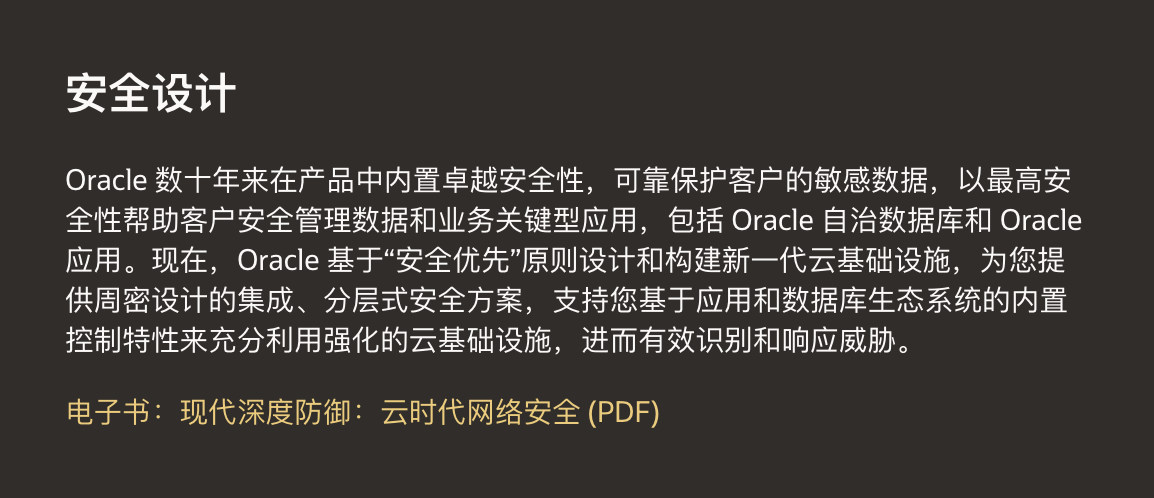 安全设计
Oracle 数十年来在产品中内置卓越安全性，可靠保护客户的敏感数据，以最高安
全性帮助客户安全管理数据和业务关键型应用，包括 Oracle 自治数据库和 Oracle
应用。现在，Oracle 基于“安全优先”原则设计和构建新一代云基础设施，为您提
供周密设计的集成、分层式安全方案，支持您基于应用和数据库生态系统的内置
控制特性来充分利用强化的云基础设施，进而有效识别和响应威胁。
电子书：现代深度防御：云时代网络安全 (PDF)